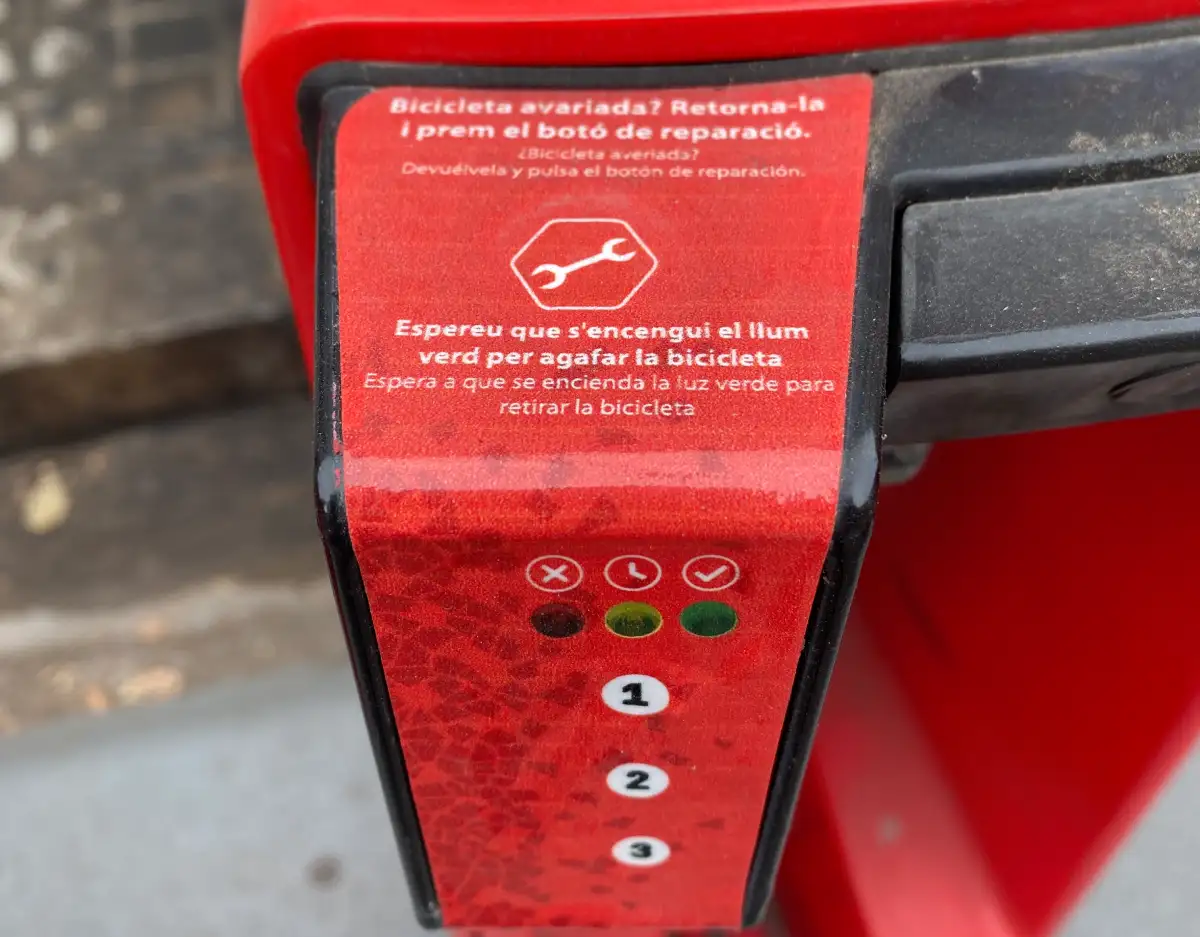 Bicicleta avariada? Retorna-la
i prem el botó de reparació.
¿Bicicleta averiada?
Devuélvela y pulsa el botón de reparación.
Espereu que s'encengui el llum
verd per agafar la bicicleta
Espera a que se encienda la luz verde para
retirar la bicicleta
1
2
3